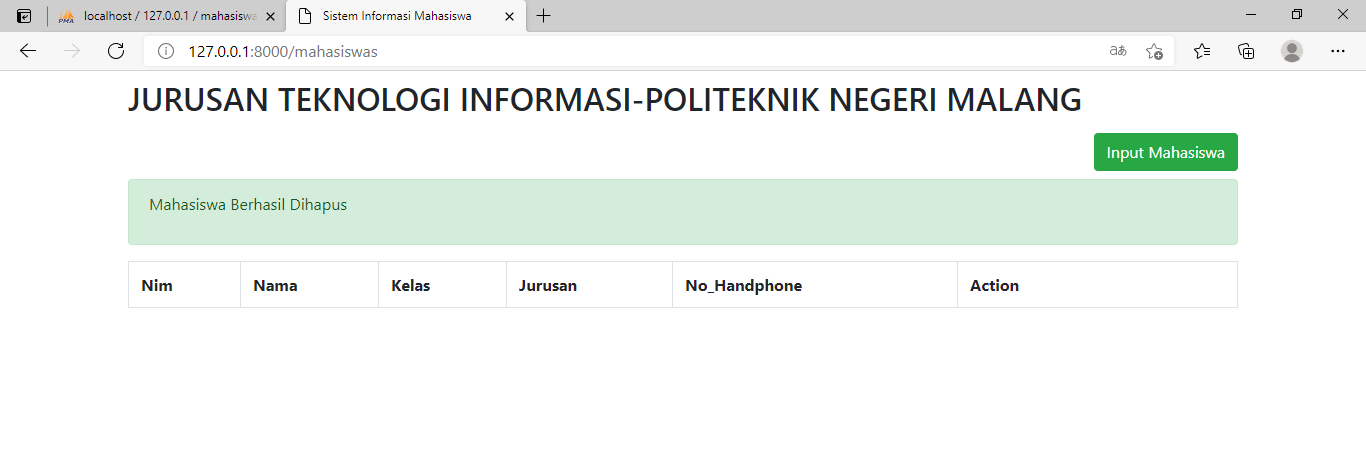 localhost / 127.0.0.1 / mahasiswa
Sistem Informasi Mahasiswa
127.0.0.1:8000/mahasiswas
JURUSAN TEKNOLOGI INFORMASI-POLITEKNIK NEGERI MALANG
Input Mahasiswa
Mahasiswa Berhasil Dihapus
Nim Nama Kelas Jurusan No_Handphone Action